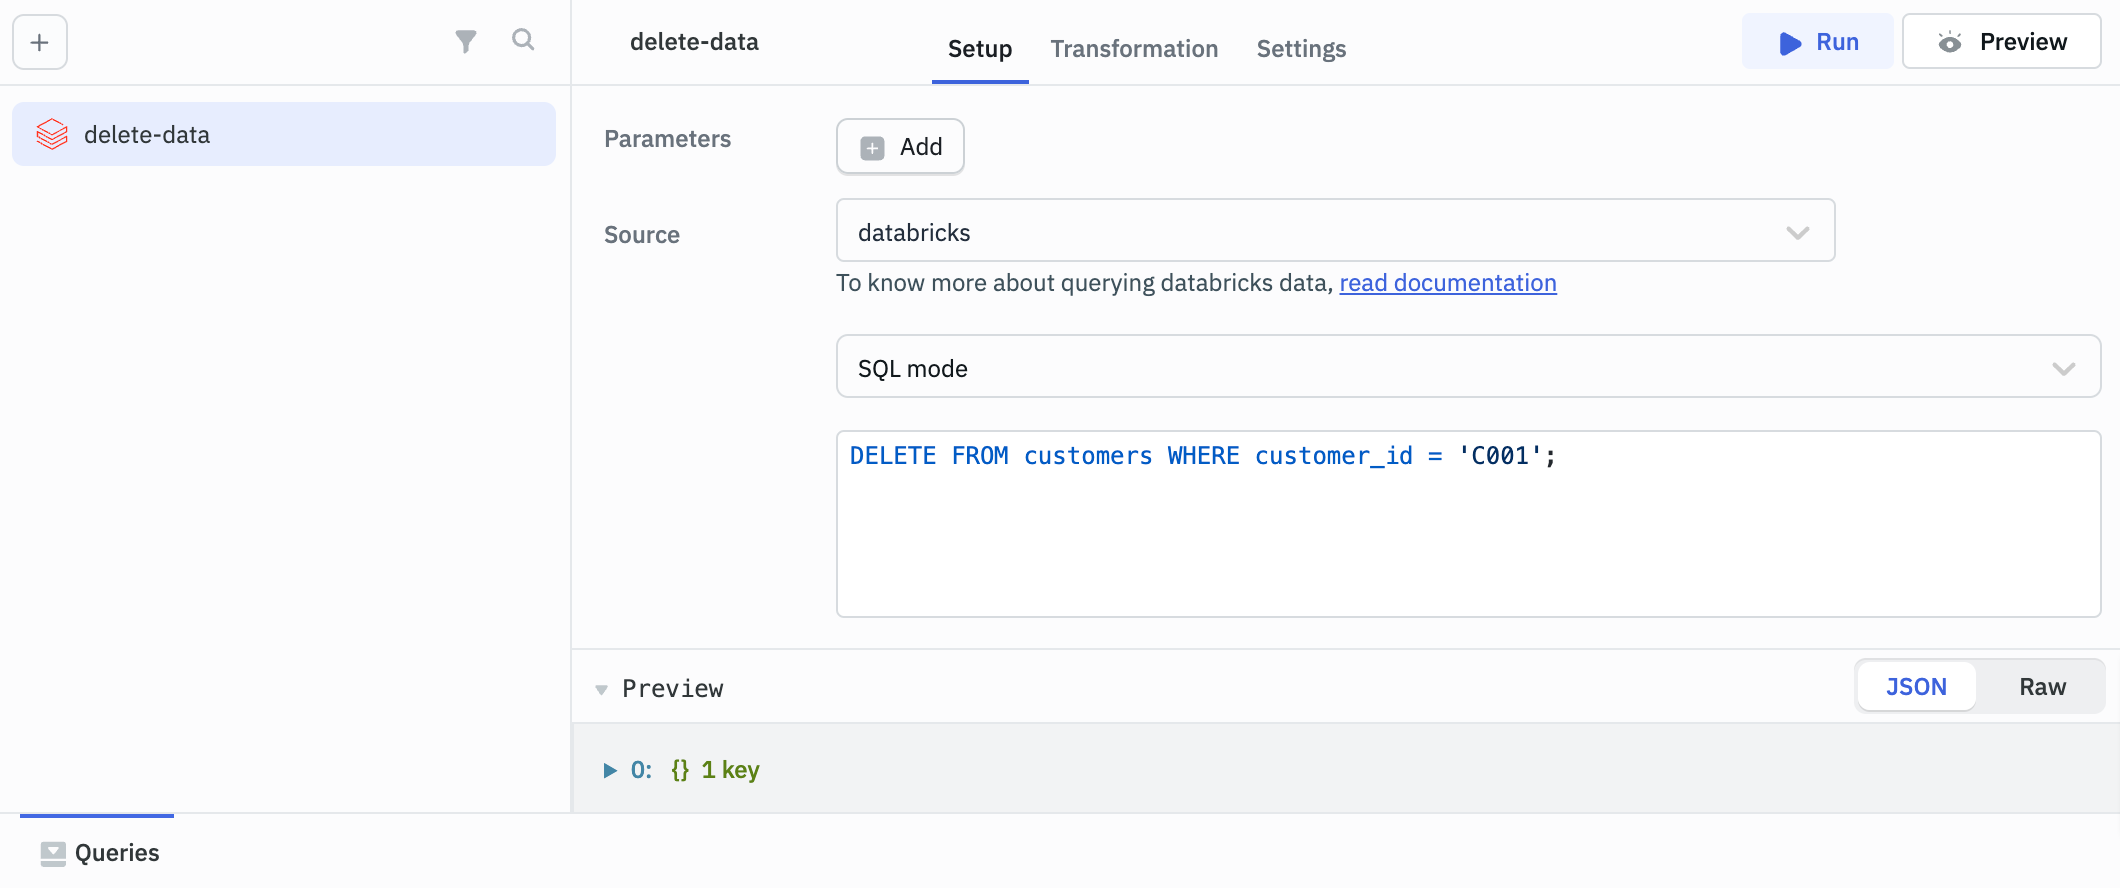 delete-data
Setup Transformation Settings
Run
Preview
delete-data
Parameters
Add
Source
databricks
To know more about querying databricks data, read documentation
SQL mode
DELETE FROM customers WHERE customer_id = 'C001';
Preview
JSON Raw
0: {} 1 key
Queries